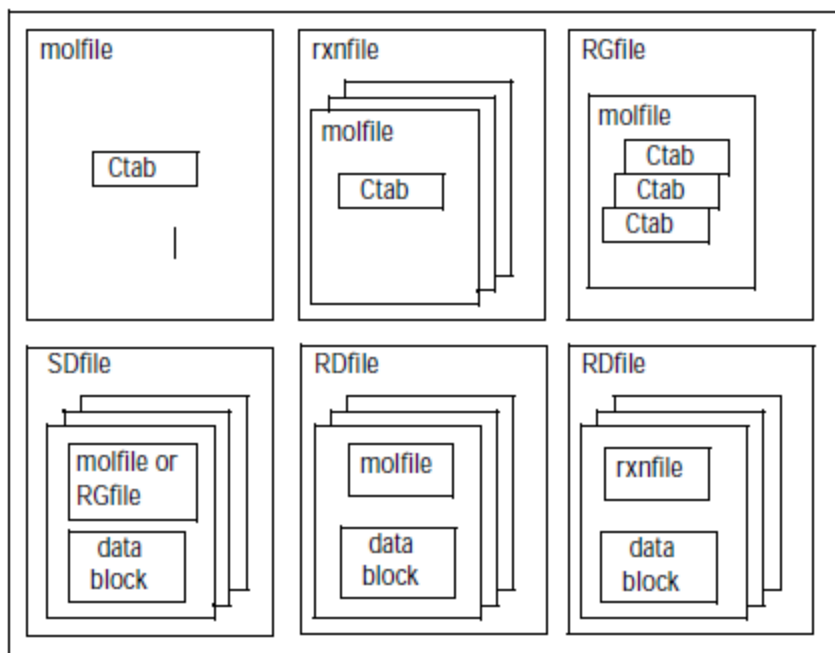 molfile
Ctab
rxnfile
molfile
Ctab
RGfile
molfile
Ctab
Ctab
Ctab
SDfile
molfile or
RGfile
data
block
RDfile
molfile
data
block
RDfile
rxnfile
data
block